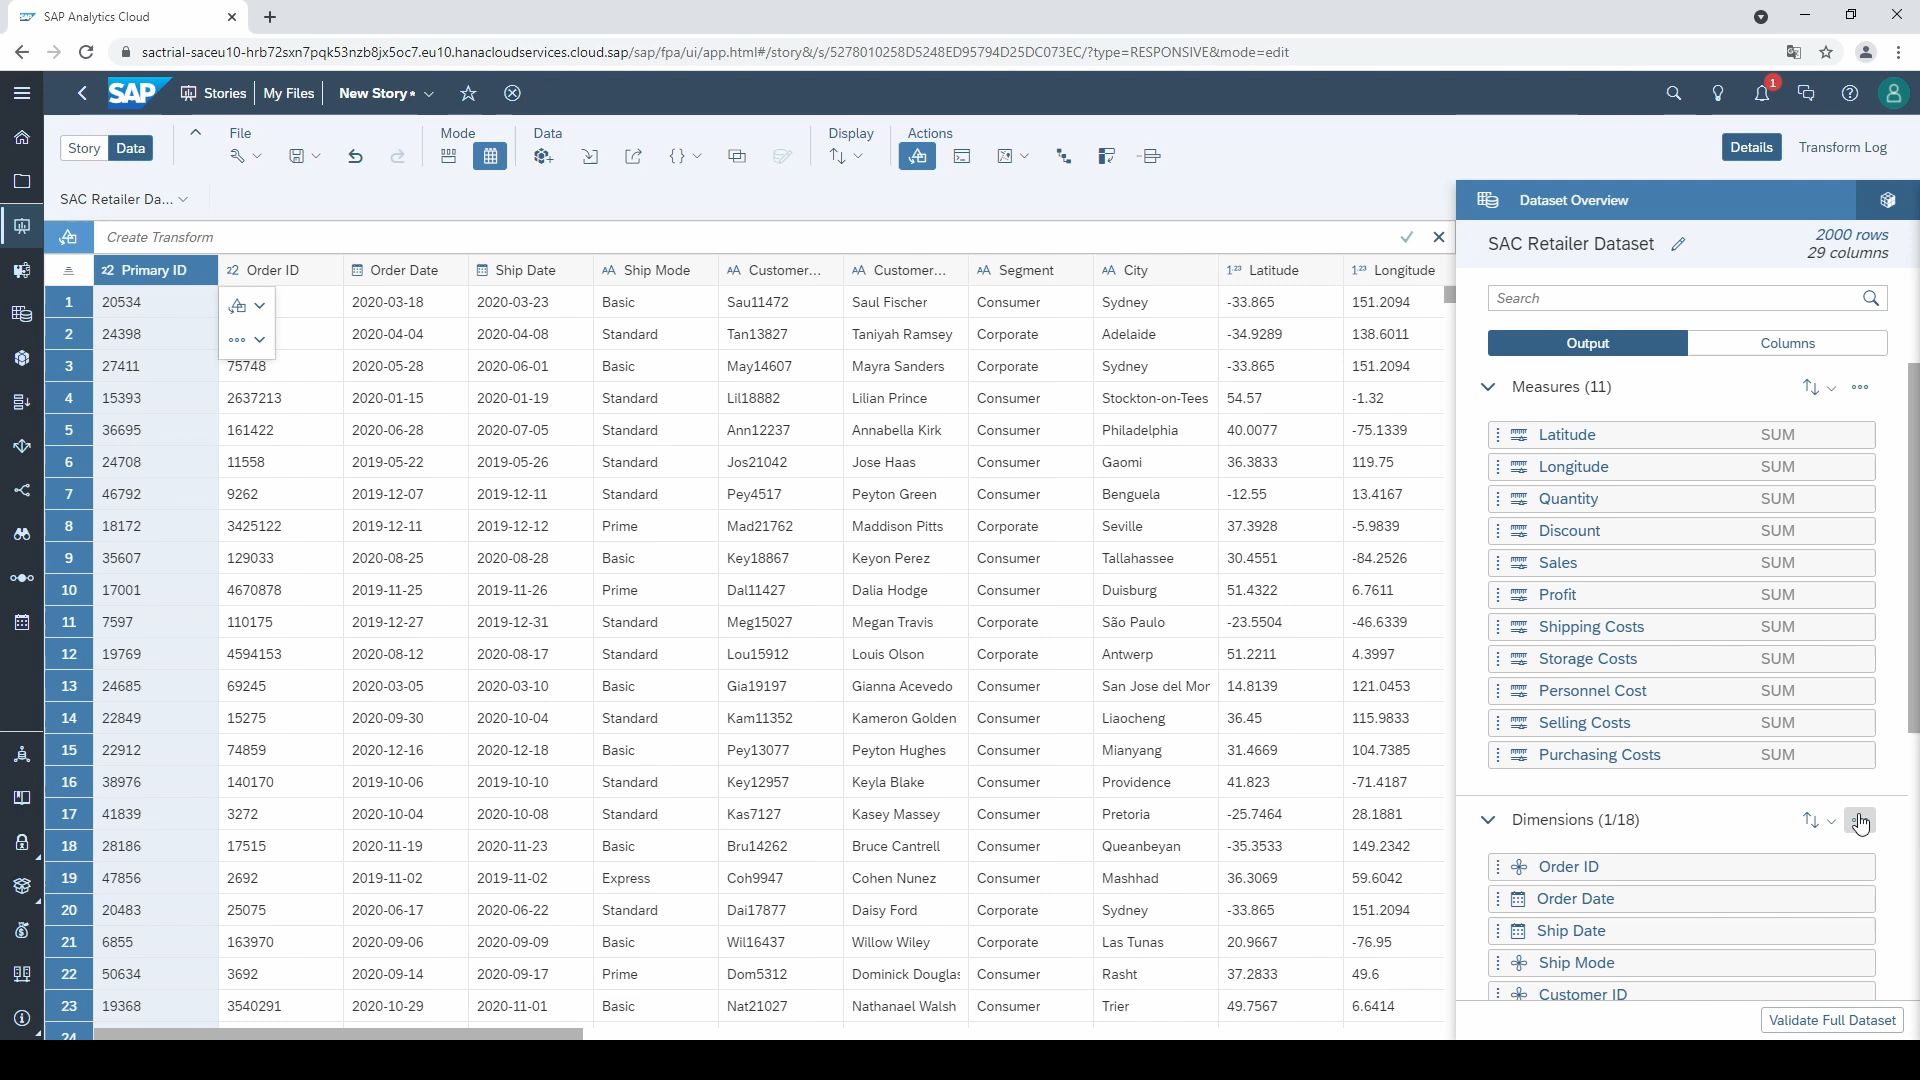 SAP Analytics Cloud
sactrial-saceu10-hrb72sxn7pqk53nzb8jx5oc7.eu10.hanacloudservices.cloud.sap/sap/fpa/ui/app.html#/story&/s/5278010258D5248ED95794D25DC073EC/?type=RESPONSIVE&mode=edit
SAP Stories My Files New Story* 1
File Mode Data Display Actions
Story Data Details Transform Log
SAC Retailer Da...
Dataset Overview
Create Transform
SAC Retailer Dataset
2000 rows
29 columns
Primary ID Order ID Order Date Ship Date Ship Mode Customer... Customer... Segment City Latitude Longitude
1 20534 2020-03-18 2020-03-23 Basic Sau11472 Saul Fischer Consumer Sydney -33.865 151.2094
2 24398 2020-04-04 2020-04-08 Standard Tan13827 Taniyah Ramsey Corporate Adelaide -34.9289 138.6011
3 27411 75748 2020-05-28 2020-06-01 Basic May14607 Mayra Sanders Corporate Sydney -33.865 151.2094
4 15393 2637213 2020-01-15 2020-01-19 Standard Lil18882 Lilian Prince Consumer Stockton-on-Tees 54.57 -1.32
5 36695 161422 2020-06-28 2020-07-05 Standard Ann12237 Annabella Kirk Consumer Philadelphia 40.0077 -75.1339
6 24708 11558 2019-05-22 2019-05-26 Standard Jos21042 Jose Haas Consumer Gaomi 36.3833 119.75
7 46792 9262 2019-12-07 2019-12-11 Standard Pey4517 Peyton Green Consumer Benguela -12.55 13.4167
8 18172 3425122 2019-12-11 2019-12-12 Prime Mad21762 Maddison Pitts Corporate Seville 37.3928 -5.9839
9 35607 129033 2020-08-25 2020-08-28 Basic Key18867 Keyon Perez Consumer Tallahassee 30.4551 -84.2526
10 17001 4670878 2019-11-25 2019-11-26 Prime Dal11427 Dalia Hodge Consumer Duisburg 51.4322 6.7611
11 7597 110175 2019-12-27 2019-12-31 Standard Meg15027 Megan Travis Corporate São Paulo -23.5504 -46.6339
12 19769 4594153 2020-08-12 2020-08-17 Standard Lou15912 Louis Olson Corporate Antwerp 51.2211 4.3997
13 24685 69245 2020-03-05 2020-03-10 Basic Gia19197 Gianna Acevedo Consumer San Jose del Mor 14.8139 121.0453
14 22849 15275 2020-09-30 2020-10-04 Standard Kam11352 Kameron Golden Consumer Liaocheng 36.45 115.9833
15 22912 74859 2020-12-16 2020-12-18 Basic Pey13077 Peyton Hughes Consumer Mianyang 31.4669 104.7385
16 38976 140170 2019-10-06 2019-10-10 Standard Key12957 Keyla Blake Consumer Providence 41.823 -71.4187
17 41839 3272 2020-10-04 2020-10-08 Standard Kas7127 Kasey Massey Consumer Pretoria -25.7464 28.1881
18 28186 17515 2020-11-19 2020-11-23 Basic Bru14262 Bruce Cantrell Consumer Queanbeyan -35.3533 149.2342
19 47856 2692 2019-11-02 2019-11-02 Express Coh9947 Cohen Nunez Consumer Mashhad 36.3069 59.6042
20 20483 25075 2020-06-17 2020-06-22 Standard Dai17877 Daisy Ford Corporate Sydney -33.865 151.2094
21 6855 163970 2020-09-06 2020-09-09 Basic Wil16437 Willow Wiley Corporate Las Tunas 20.9667 -76.95
22 50634 3692 2020-09-14 2020-09-17 Prime Dom5312 Dominick Douglas Consumer Rasht 37.2833 49.6
23 19368 3540291 2020-10-29 2020-11-01 Basic Nat21027 Nathanael Walsh Consumer Trier 49.7567 6.6414
24
Search
Output Columns
Measures (11)
Latitude SUM
Longitude SUM
Quantity SUM
Discount SUM
Sales SUM
Profit SUM
Shipping Costs SUM
Storage Costs SUM
Personnel Cost SUM
Selling Costs SUM
Purchasing Costs SUM
Dimensions (1/18)
Order ID
Order Date
Ship Date
Ship Mode
Customer ID
Validate Full Dataset